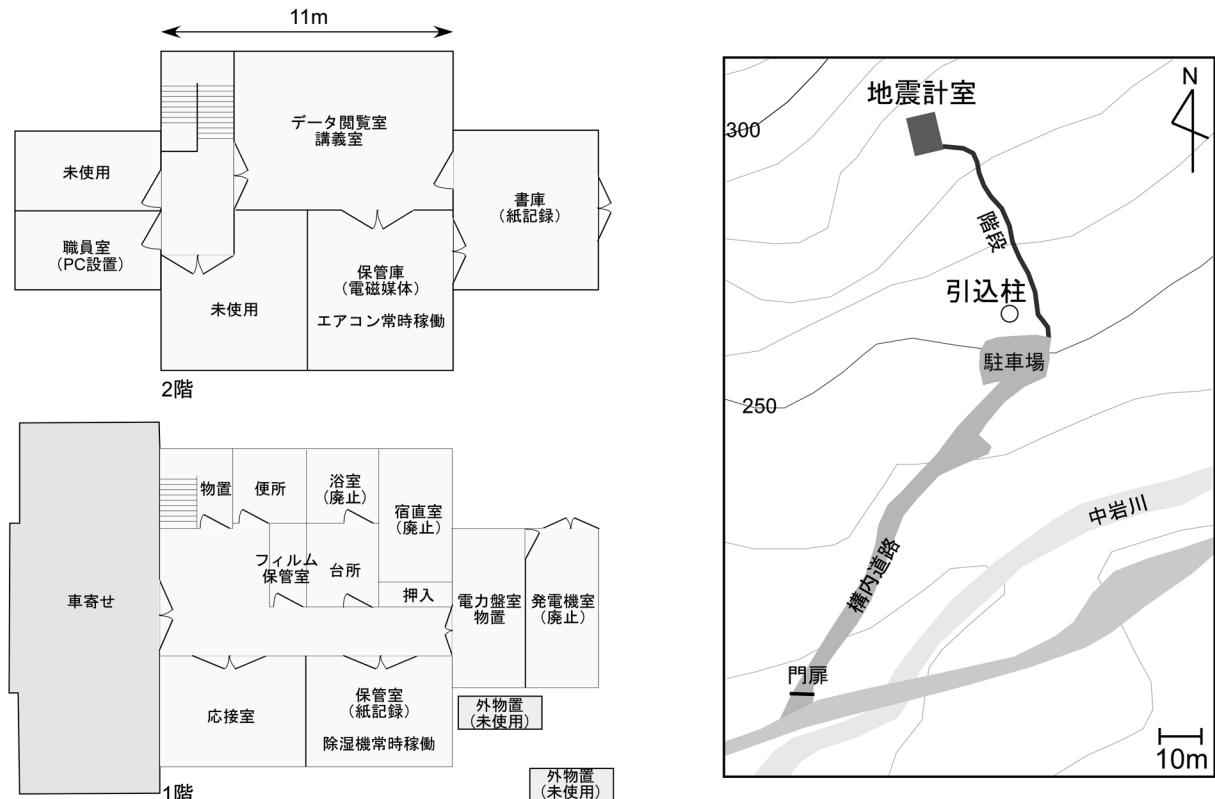 11m
データ閲覧室
講義室
未使用
書庫
（紙記録）
職員室
（PC設置）
保管庫
（電磁媒体）
未使用
エアコン常時稼働
2階
浴室
（廃止）
物置
便所
宿直室
（廃止）
フィルム
保管室
台所
車寄せ
押入
電力盤室
物置
発電機室
（廃止）
保管室
（紙記録）
応接室
外物置
（未使用）
除湿機常時稼働
外物置
（未使用）
1階
地震計室
N
300
階段
引込柱
駐車場
250
中岩川
構内道路
門扉
10m